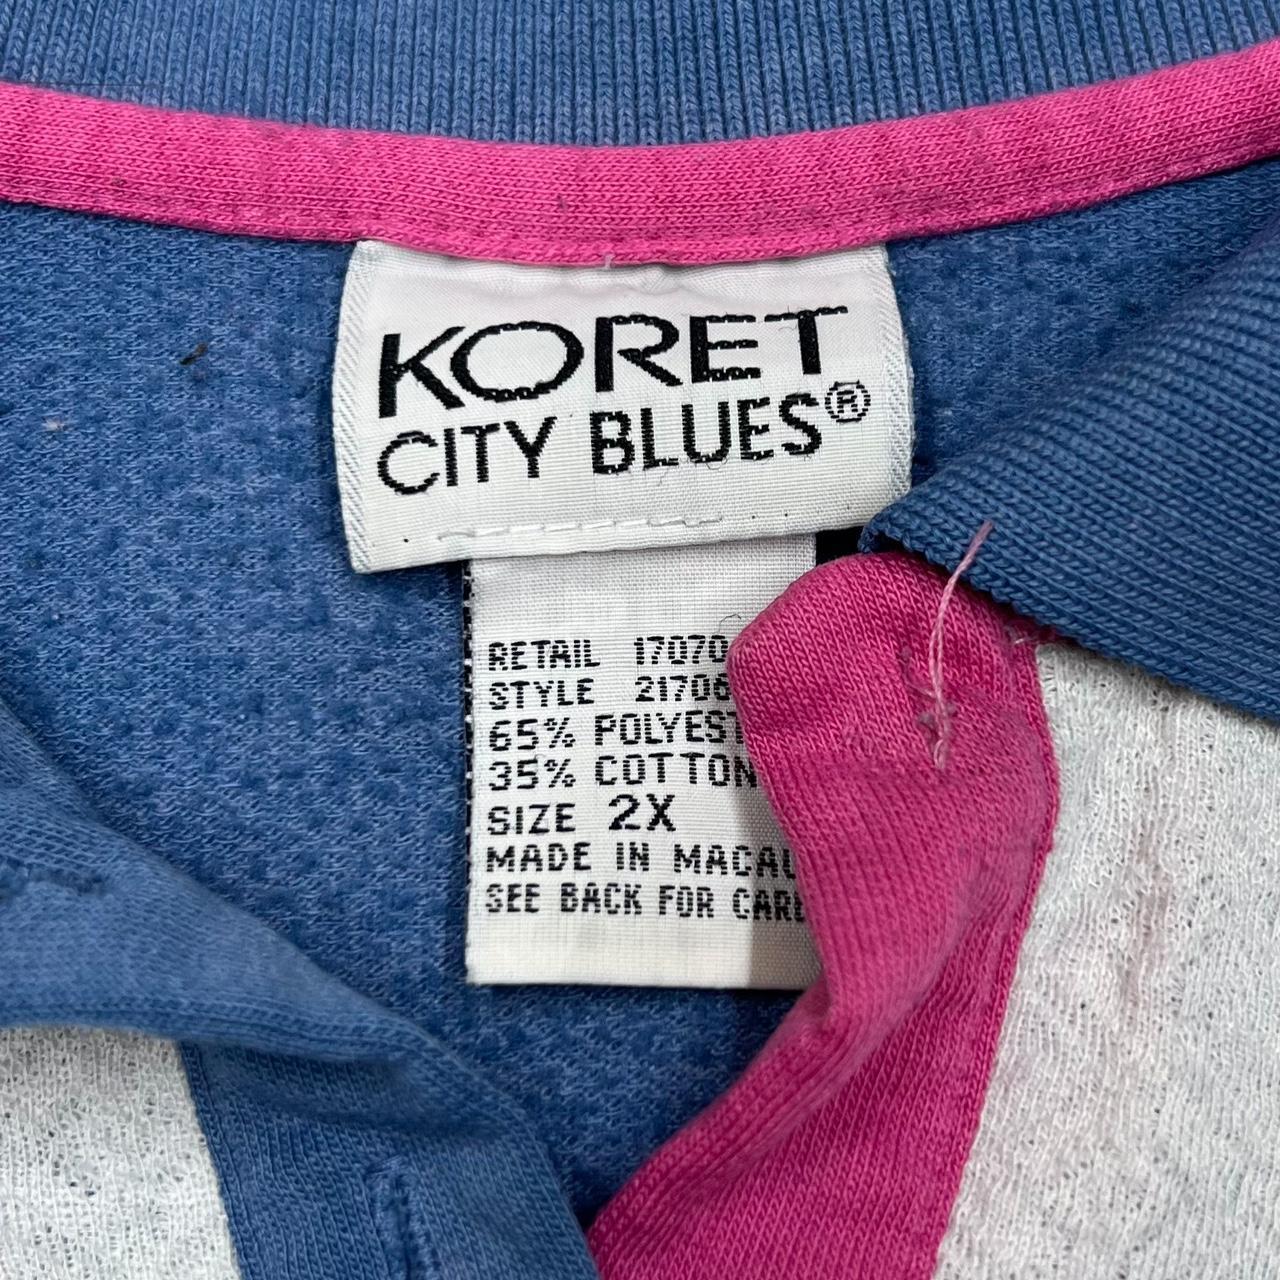 KORET
CITY BLUES®
RETAIL 17070
STYLE 21706
65% POLYEST
35% COTTON
SIZE 2X
MADE IN MACAU
SEE BACK FOR CARE